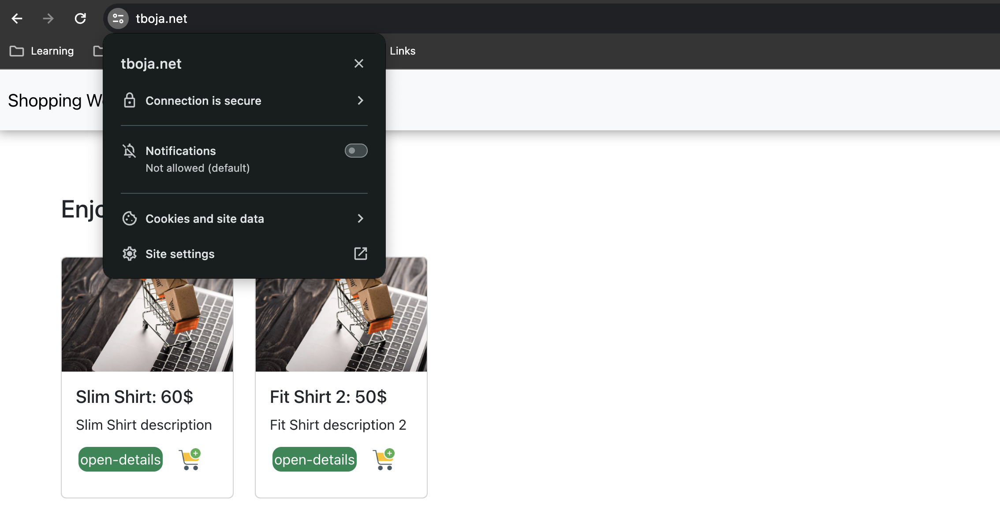 tboja.net
Learning
Links
tboja.net
Connection is secure
Notifications
Not allowed (default)
Cookies and site data
Site settings
Shopping
Slim Shirt: 60$
Slim Shirt description
open-details
Fit Shirt 2: 50$
Fit Shirt description 2
open-details